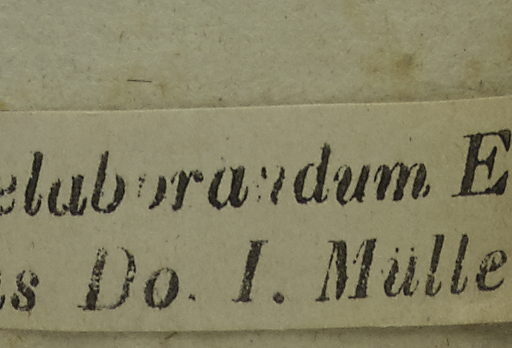 elaborandum E
s Do. I. Mülle